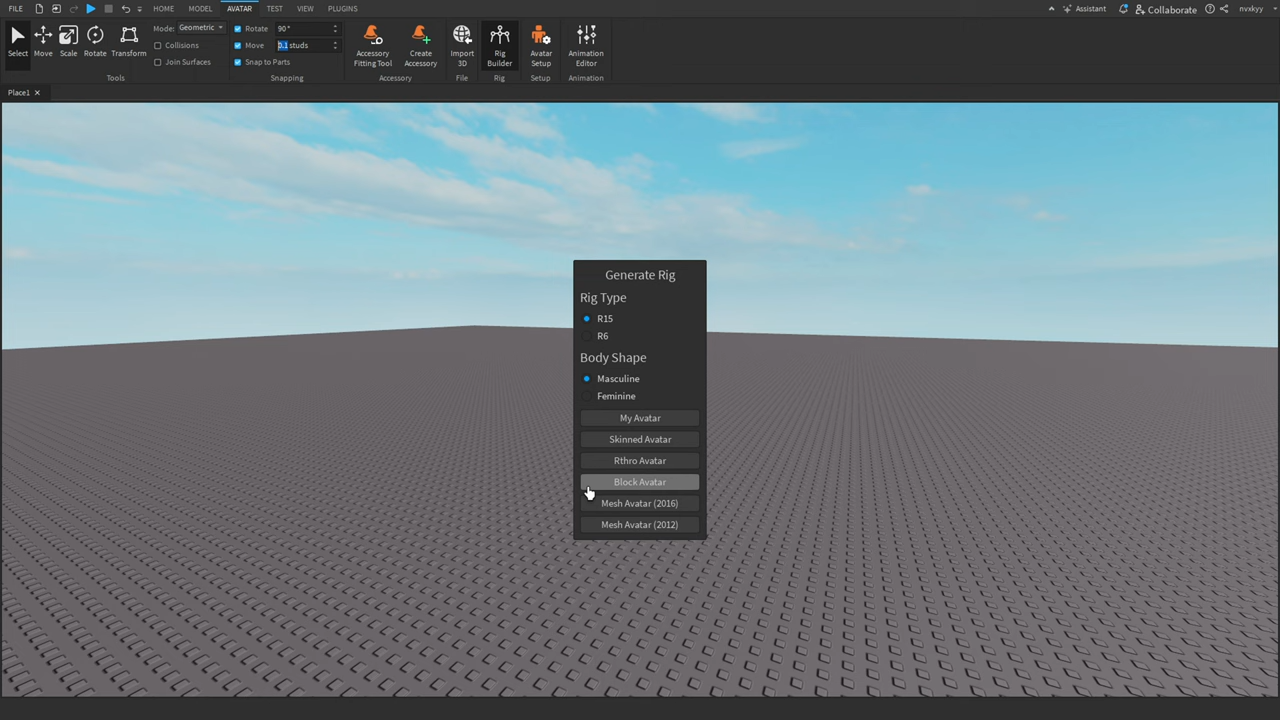 FILE
HOME
MODEL
AVATAR
TEST
VIEW
PLUGINS
Assistant
Collaborate
nvxkyy
Select
Move
Scale
Rotate
Transform
Mode: Geometric
Collisions
Join Surfaces
Tools
Rotate 90°
Move 0.1 studs
Snap to Parts
Snapping
Accessory
Fitting Tool
Create
Accessory
Accessory
Import
3D
File
Rig
Builder
Rig
Avatar
Setup
Setup
Animation
Editor
Animation
Place1
Generate Rig
Rig Type
R15
R6
Body Shape
Masculine
Feminine
My Avatar
Skinned Avatar
Rthro Avatar
Block Avatar
Mesh Avatar (2016)
Mesh Avatar (2012)